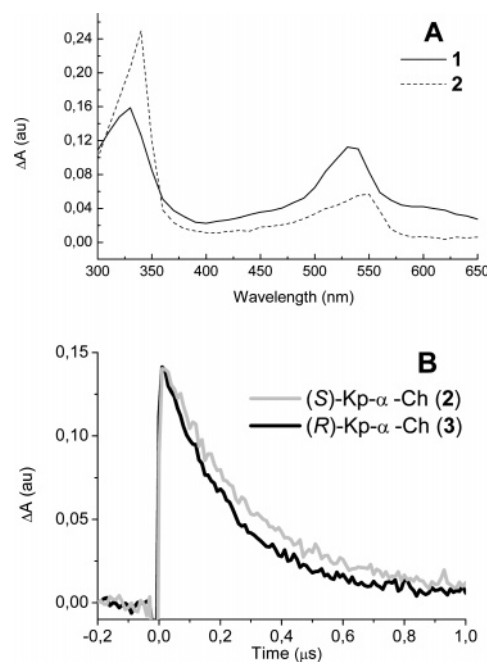 A
0,28
0,24
0,20
0,16
0,12
0,08
0,04
0,00
ΔA (au)
1
2
300 350 400 450 500 550 600 650
Wavelength (nm)
B
0,15
0,10
0,05
0,00
ΔA (au)
(S)-Kp-α -Ch (2)
(R)-Kp-α -Ch (3)
-0,2 0,0 0,2 0,4 0,6 0,8 1,0
Time (μs)